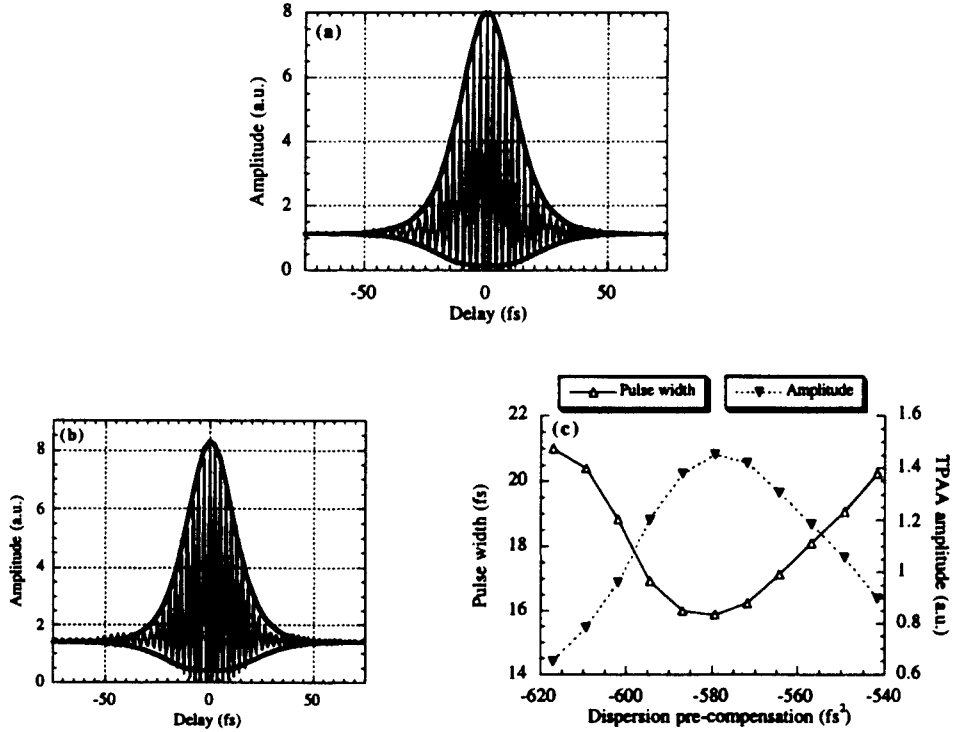 (a)
8
6
4
2
0
Amplitude (a.u.)
-50
0
50
Delay (fs)
(b)
8
6
4
2
0
Amplitude (a.u.)
-50
0
50
Delay (fs)
Pulse width
Amplitude
(c)
22
20
18
16
14
Pulse width (fs)
1.6
1.4
1.2
1
0.8
0.6
TPAA amplitude (a.u.)
-620
-600
-580
-560
-540
Dispersion pre-compensation (fs²)